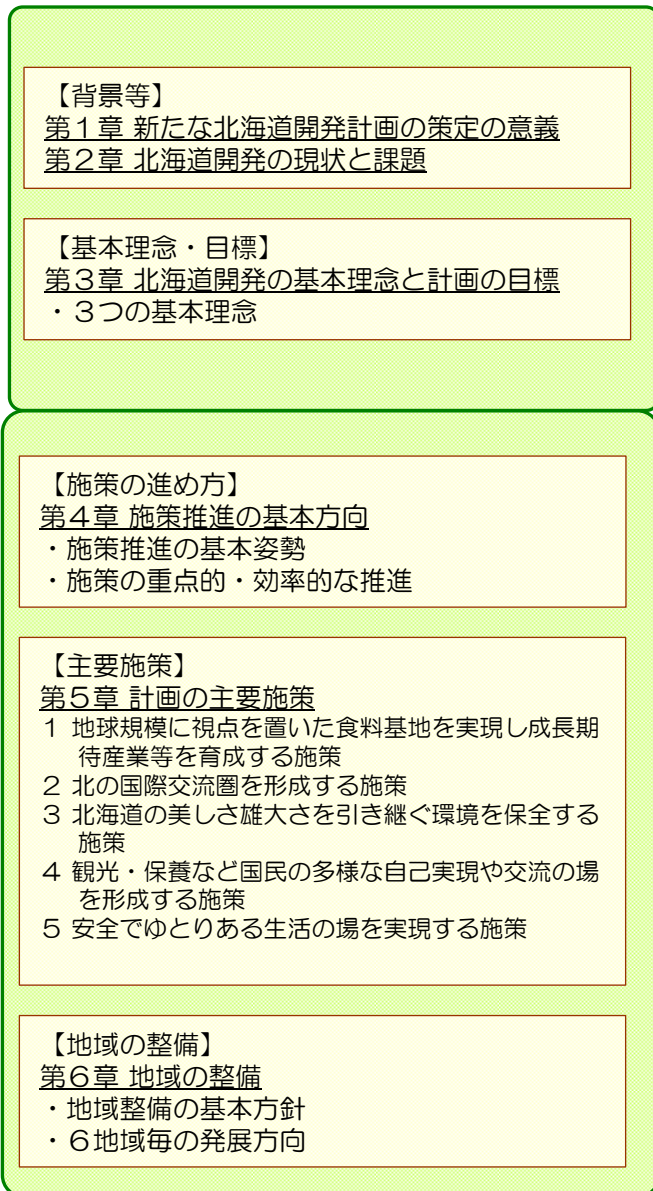 【背景等】
第１章 新たな北海道開発計画の策定の意義
第２章 北海道開発の現状と課題
【基本理念・目標】
第３章 北海道開発の基本理念と計画の目標
・３つの基本理念
【施策の進め方】
第４章 施策推進の基本方向
・施策推進の基本姿勢
・施策の重点的・効率的な推進
【主要施策】
第５章 計画の主要施策
１ 地球規模に視点を置いた食料基地を実現し成長期
待産業等を育成する施策
２ 北の国際交流圏を形成する施策
３ 北海道の美しさ雄大さを引き継ぐ環境を保全する
施策
４ 観光・保養など国民の多様な自己実現や交流の場
を形成する施策
５ 安全でゆとりある生活の場を実現する施策
【地域の整備】
第６章 地域の整備
・地域整備の基本方針
・６地域毎の発展方向